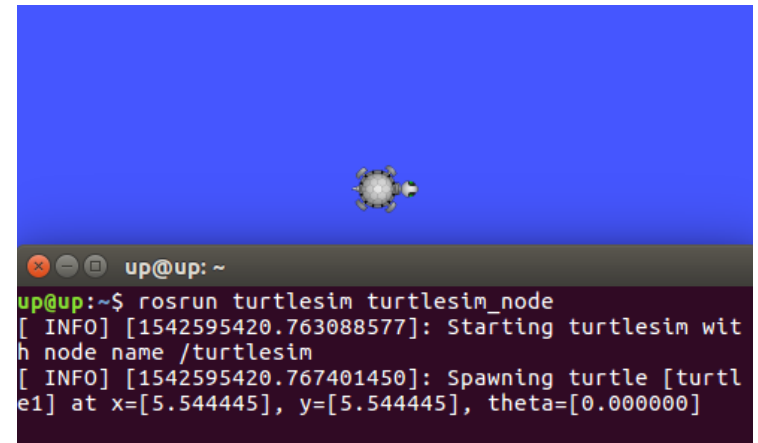 up@up: ~
up@up:~$ rosrun turtlesim turtlesim_node
[ INFO] [1542595420.763088577]: Starting turtlesim wit
h node name /turtlesim
[ INFO] [1542595420.767401450]: Spawning turtle [turtl
e1] at x=[5.544445], y=[5.544445], theta=[0.000000]